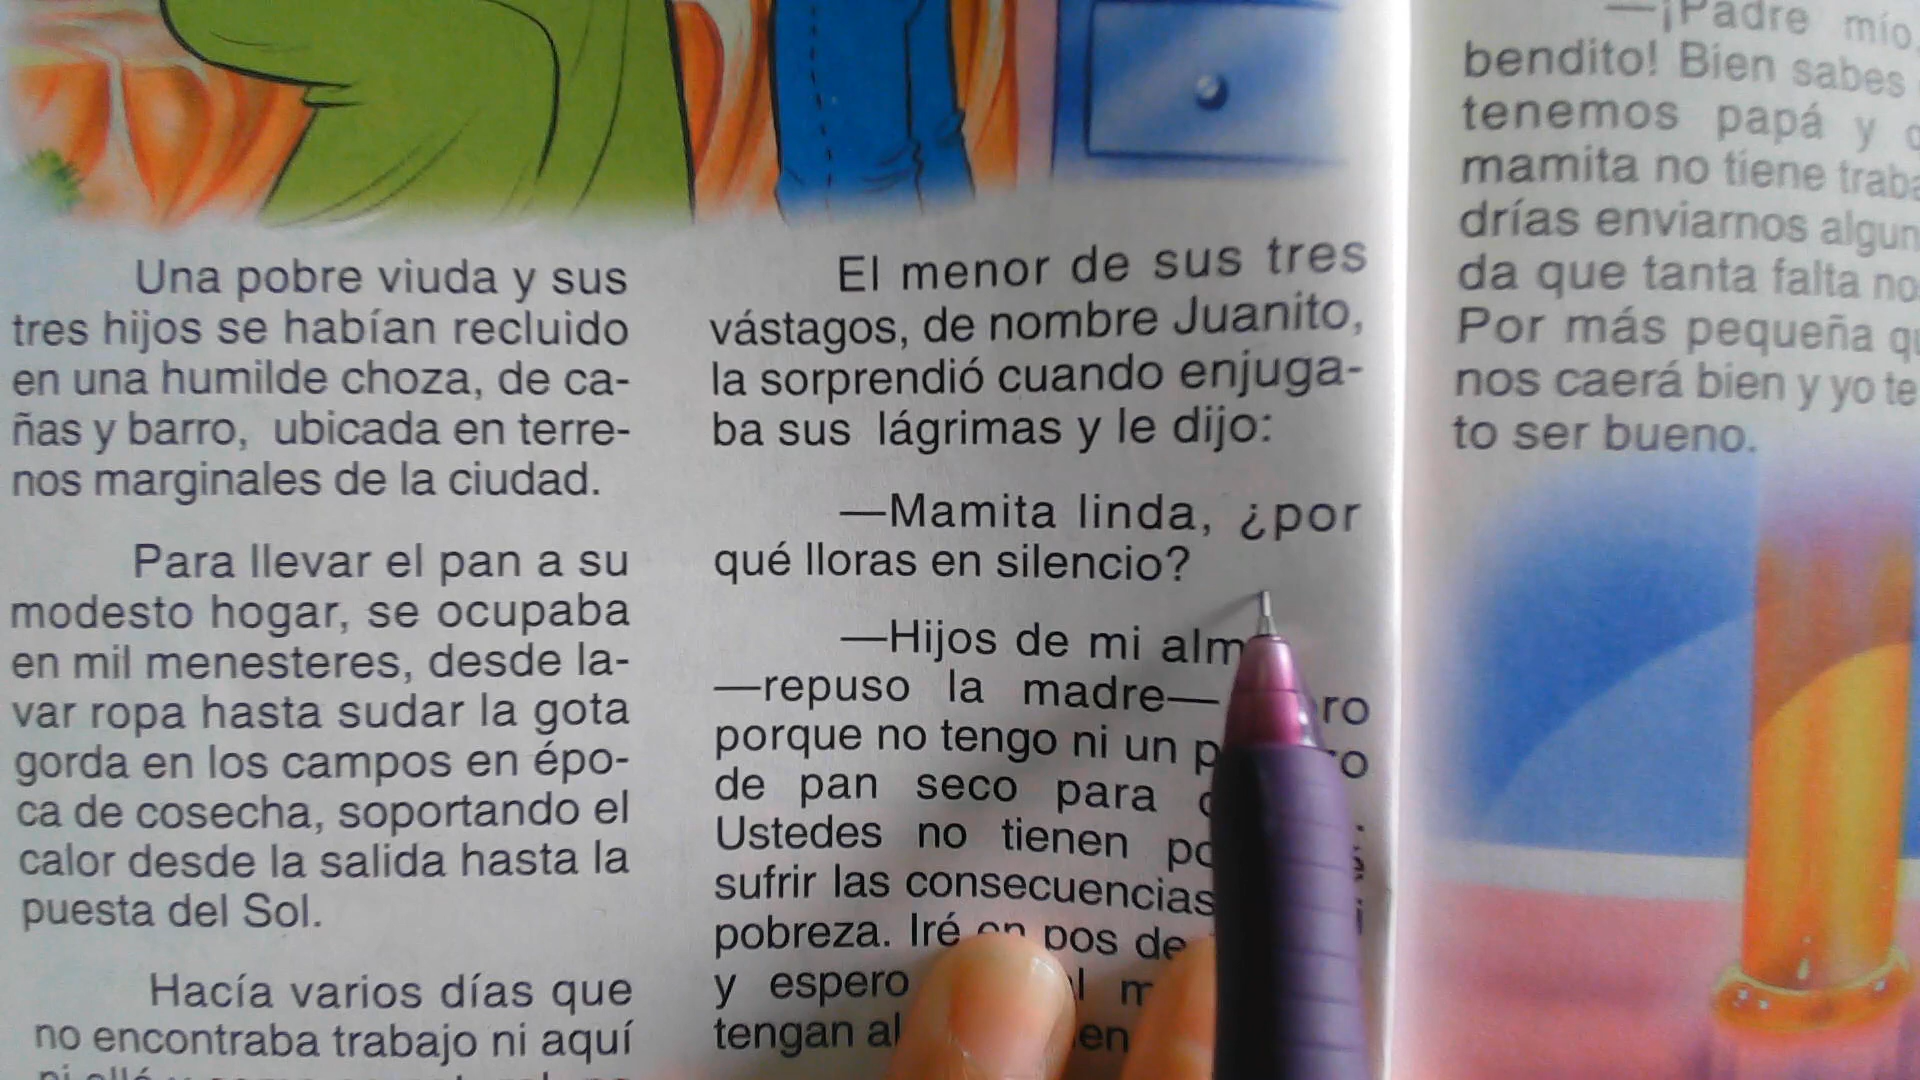 Una pobre viuda y sus
tres hijos se habían recluido
en una humilde choza, de ca-
ñas y barro, ubicada en terre-
nos marginales de la ciudad.
Para llevar el pan a su
modesto hogar, se ocupaba
en mil menesteres, desde la-
var ropa hasta sudar la gota
gorda en los campos en épo-
ca de cosecha, soportando el
calor desde la salida hasta la
puesta del Sol.
Hacía varios días que
no encontraba trabajo ni aquí
El menor de sus tres
vástagos, de nombre Juanito,
la sorprendió cuando enjuga-
ba sus lágrimas y le dijo:
—Mamita linda, ¿por
qué lloras en silencio?
—Hijos de mi
—repuso la madre—
porque no tengo ni un
de pan seco para
Ustedes no tienen
sufrir las consecuencias
pobreza. Iré en pos de
y espero
tengan
—¡Padre mío,
bendito! Bien sabes
tenemos papá y
mamita no tiene
drías enviarnos
da que tanta falta
Por más pequeña
nos caerá bien y yo
to ser bueno.